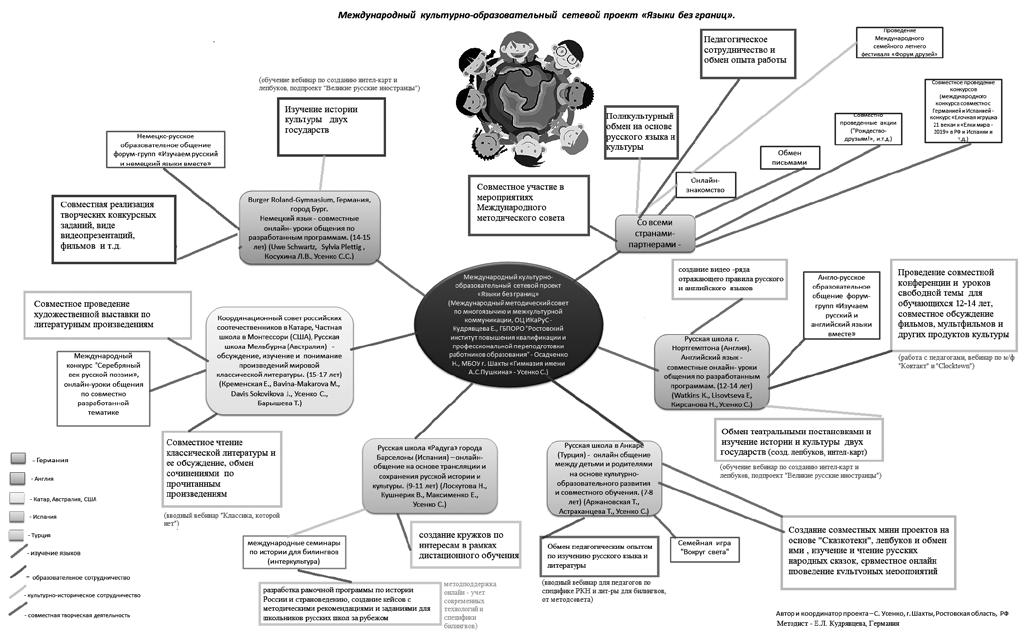 Международный культурно-образовательный сетевой проект «Языки без границ».
(обучение вебинар по созданию интел-карт и
лепбуков, подпроект "Великие русские иностранцы")
Изучение истории
культуры двух
государств
Немецко-русское
образовательное общение
форум-групп «Изучаем русский
и немецкий языки вместе»
Совместная реализация
творческих конкурсных
заданий, виде
видеопрезентаций,
фильмов и т.д.
Burger Roland-Gymnasium, Германия,
город Бург.
Немецкий язык - совместные
онлайн- уроки общения по
разработанным программам. (14-15
лет) (Uwe Schwartz, Sylvia Plettig ,
Косухина Л.В., Усенко С.С.)
Педагогическое
сотрудничество и
обмен опыта работы
Проведение
Международного
семейного летнего
фестиваля «Форум друзей»
Поликультурный
обмен на основе
русского языка и
культуры
Совместное проведение
конкурсов
(международного
конкурса совместно с
Германией и Испанией -
конкурс «Елочная игрушка
21 века» и «Елки мира -
2019» в РФ и Испании и
т.д.)
Совместно
проведенные акции
("Рождество-
друзьям!», и.т.д.)
Обмен
письмами
Онлайн-
знакомство
Совместное участие в
мероприятиях
Международного
методического совета
Со всеми
странами-
партнерами -
Международный культурно-
образовательный сетевой проект
«Языки без границ»
(Международный методический совет
по многоязычию и межкультурной
коммуникации, ОЦ ИКаРуС -
Кудрявцева Е., ГБПОРО "Ростовский
институт повышения квалификации и
профессиональной переподготовки
работников образования" - Осадченко
Н., МБОУ г. Шахты «Гимназия имени
А.С.Пушкина» - Усенко С.)
создание видео -ряда
отражающего правила русского
и английского языков
Англо-русское
образовательное
общение форум-
групп «Изучаем
русский и
английский языки
вместе»
Проведение совместной
конференции и уроков
свободной темы для
обучающихся 12-14 лет,
совместное обсуждение
фильмов, мультфильмов и
других продуктов культуры
(работа с педагогами, вебинар по м/ф
"Контакт" и "Clocktown")
Русская школа г.
Нортгемптона (Англия).
Английский язык -
совместные онлайн- уроки
общения по разработанным
программам. (12-14 лет)
(Watkins K., Lisovtseva E,
Кирсанова Н., Усенко С.)
Обмен театральными постановками и
изучение истории и культуры двух
государств (созд. лепбуков, интел-карт)
(обучение вебинар по созданию интел-карт и
лепбуков, подпроект "Великие русские иностранцы")
Совместное проведение
художественной выставки по
литературным произведениям
Международный
конкурс "Серебряный
век русской поэзии»,
онлайн-уроки общения
по совместно
разработанной
тематике
Координационный совет российских
соотечественников в Катаре, Частная
школа в Монтессори (США), Русская
школа Мельбурна (Австралия) -
обсуждение, изучение и понимание
произведений мировой
классической литературы. (15-17 лет)
(Кременская Е., Bavina-Makarova M.,
Davis Sokovikova J., Усенко С.,
Барышева Т.)
Совместное чтение
классической литературы и
ее обсуждение, обмен
сочинениями по
прочитанным
произведениям
(вводный вебинар "Классика, которой
нет")
Русская школа «Радуга» города
Барселоны (Испания) – онлайн-
общение на основе трансляции и
сохранения русской истории и
культуры. (9-11 лет) (Лоскутова Н.,
Кушнерик В., Максименко Е.,
Усенко С.)
Русская школа в Анкаре
(Турция) - онлайн общение
между детьми и родителями
на основе культурно-
образовательного развития
и совместного обучения. (7-8
лет) (Аржановская Т.,
Астраханцева Т., Усенко С.)
- Германия
- Англия
- Катар, Австралия, США
- Испания
- Турция
- изучение языков
- образовательное сотрудничество
- культурно-историческое сотрудничество
- совместная творческая деятельность
международные семинары
по истории для билингвов
(интеркультура)
создание кружков по
интересам в рамках
дистационного обучения
разработка рамочной программы по истории
России и страноведению, создание кейсов с
методическими рекомендациями и заданиями для
школьников русских школ за рубежом
методподдержка
онлайн - учет
современных
технологий и
специфики
билингвов)
Обмен педагогическим опытом
по изучению русского языка и
литературы
(вводный вебинар для педагогов по
специфике РКН и лит-ры для билингвов,
от методсовета)
Семейная игра
"Вокруг света"
Создание совместных мини проектов на
основе "Сказкотеки", лепбуков и обмен
ими , изучение и чтение русских
народных сказок, срвместное онлайн
проведение культурных мероприятий
Автор и координатор проекта – С. Усенко, г. Шахты, Ростовская область, РФ
Методист - Е.Л. Кудрявцева, Германия